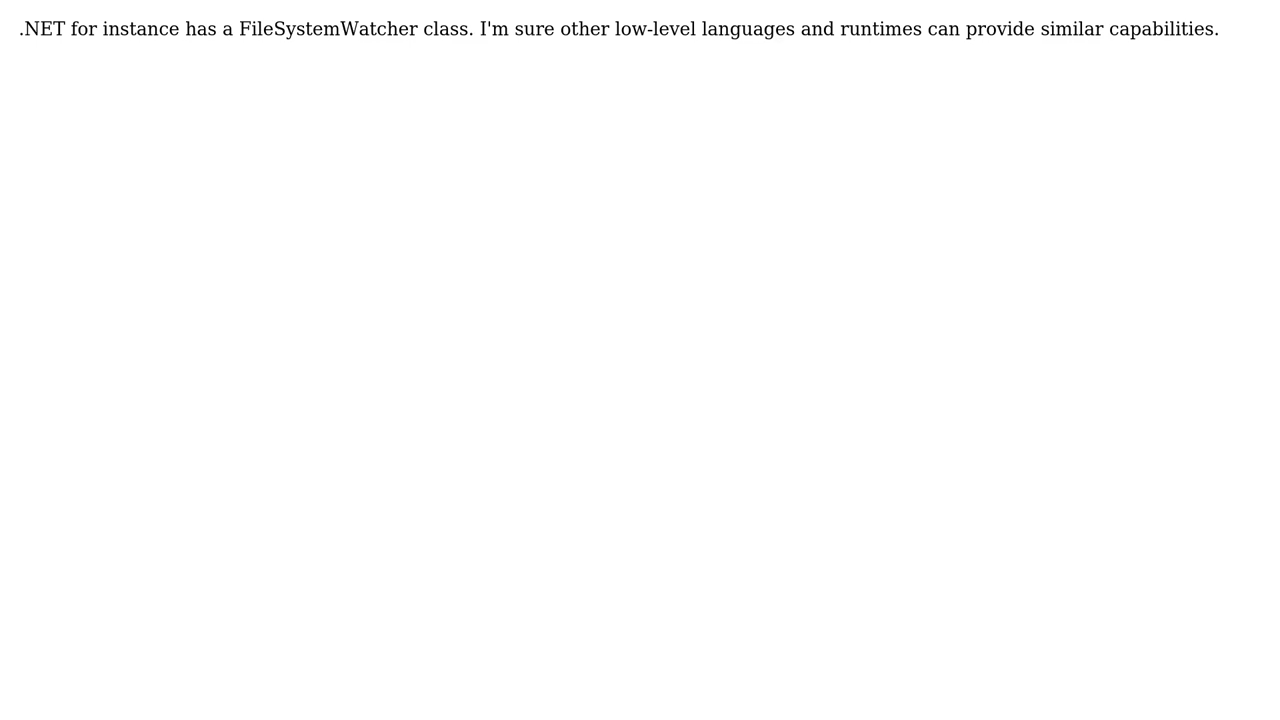 .NET for instance has a FileSystemWatcher class. I'm sure other low-level languages and runtimes can provide similar capabilities.